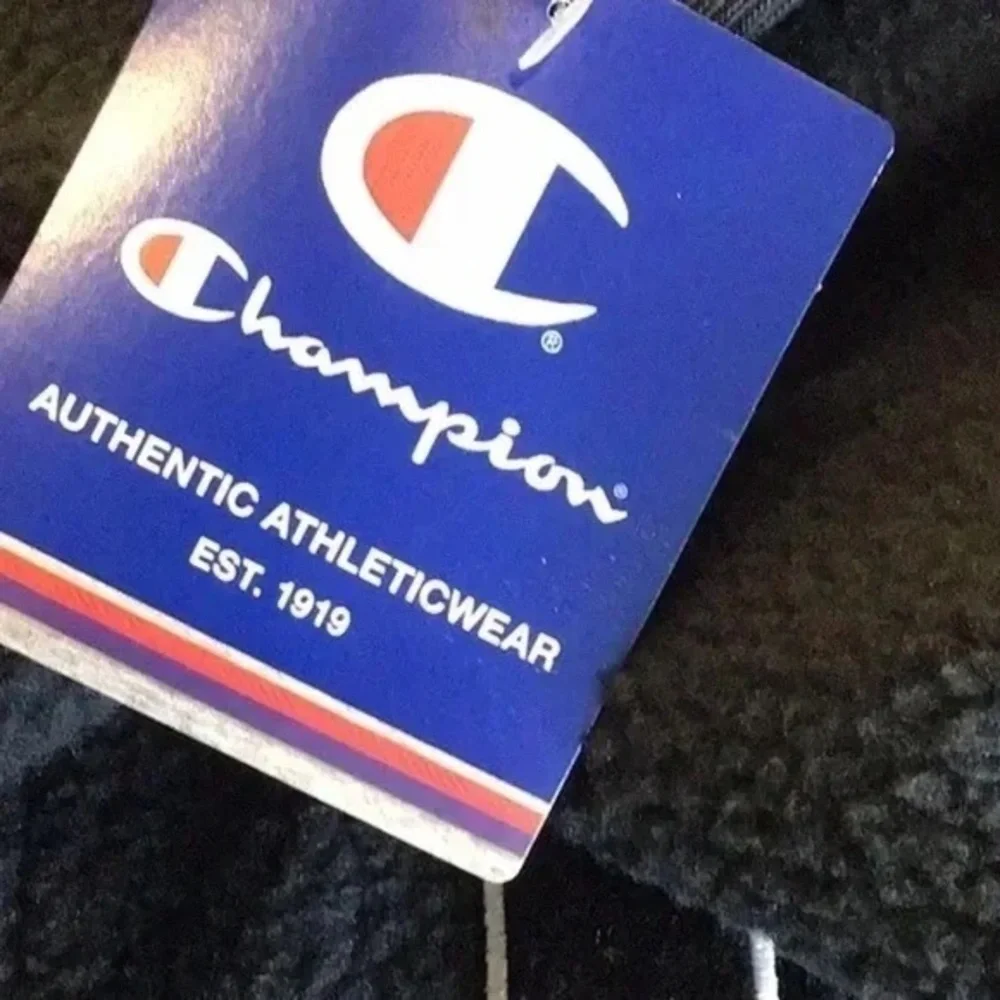 C®
Champion®
AUTHENTIC ATHLETICWEAR
EST. 1919